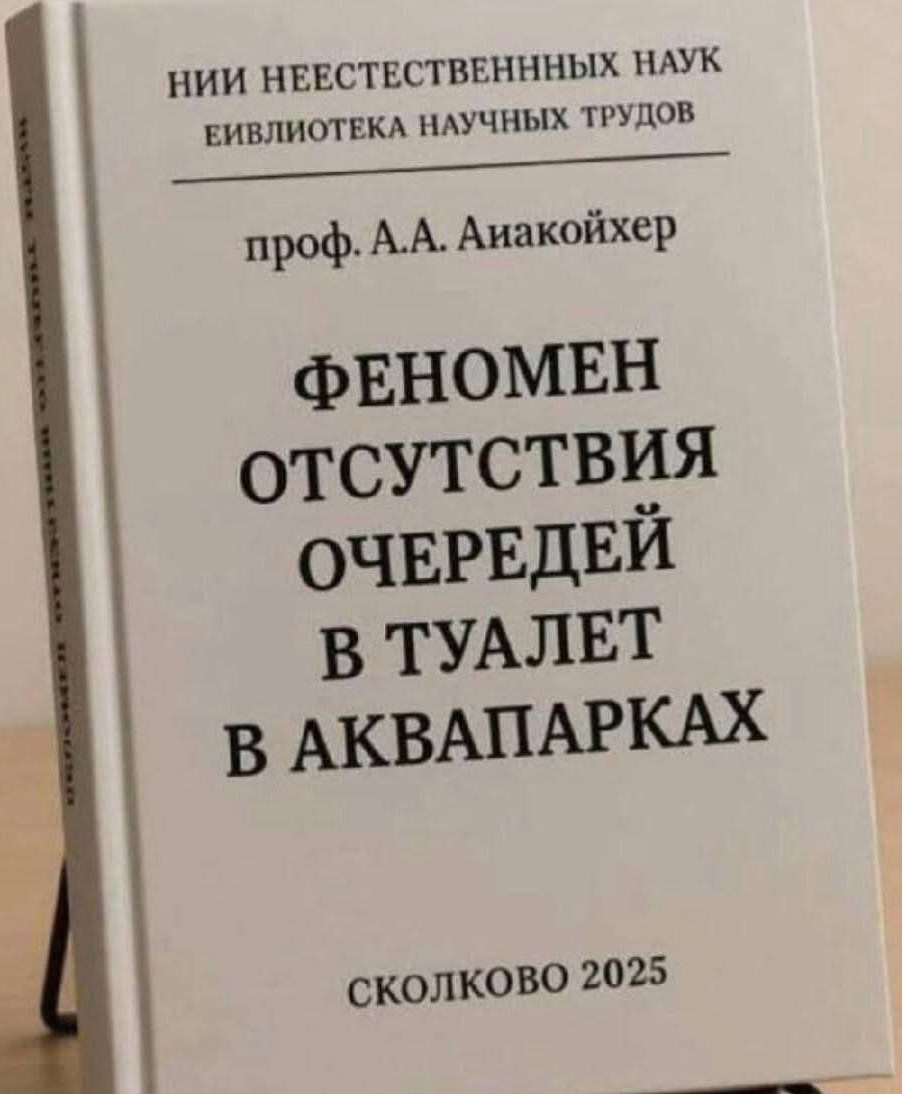 НИИ НЕЕСТЕСТВЕНННЫХ НАУК
ЕИВЛИОТЕКА НАУЧНЫХ ТРУДОВ
проф. А.А. Аиакойхер
ФЕНОМЕН
ОТСУТСТВИЯ
ОЧЕРЕДЕЙ
В ТУАЛЕТ
В АКВАПАРКАХ
СКОЛКОВО 2025